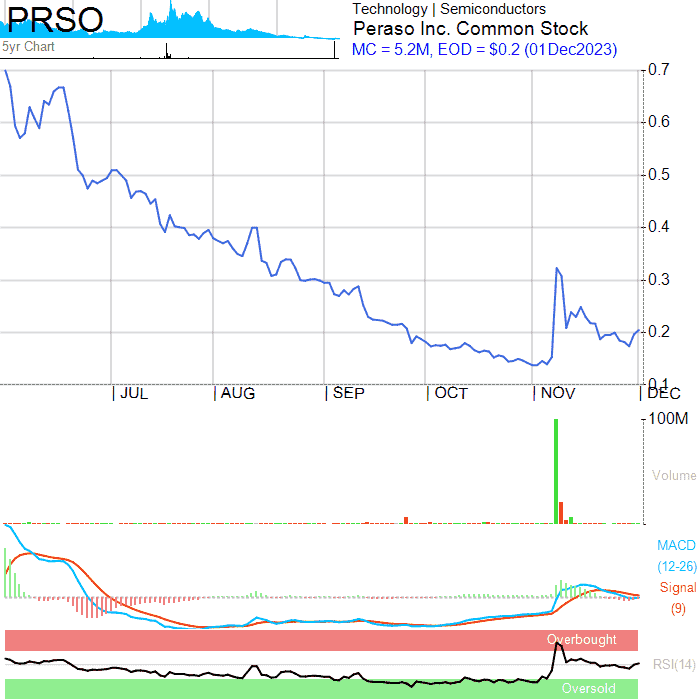 PRSO
5yr Chart
Technology | Semiconductors
Peraso Inc. Common Stock
MC = 5.2M, EOD = $0.2 (01Dec2023)
0.7
0.6
0.5
0.4
0.3
0.2
0.1
JUL
AUG
SEP
OCT
NOV
DEC
100M
Volume
MACD
(12-26)
Signal
(9)
Overbought
RSI(14)
Oversold